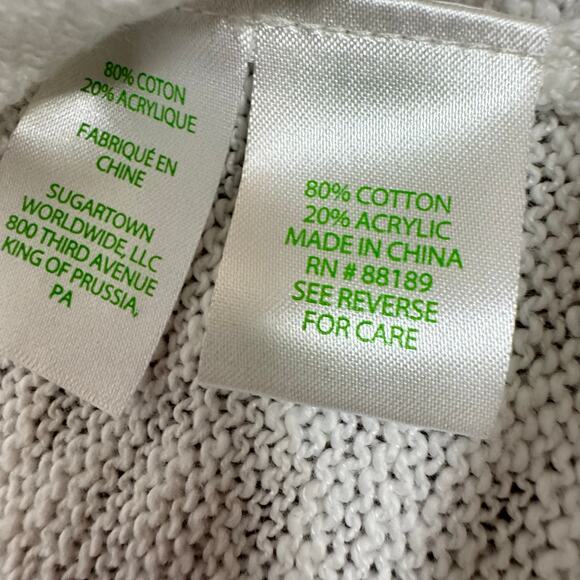 80% COTON
20% ACRYLIQUE
FABRIQUÉ EN
CHINE
SUGARTOWN
WORLDWIDE, LLC
800 THIRD AVENUE
KING OF PRUSSIA,
PA
80% COTTON
20% ACRYLIC
MADE IN CHINA
RN # 88189
SEE REVERSE
FOR CARE